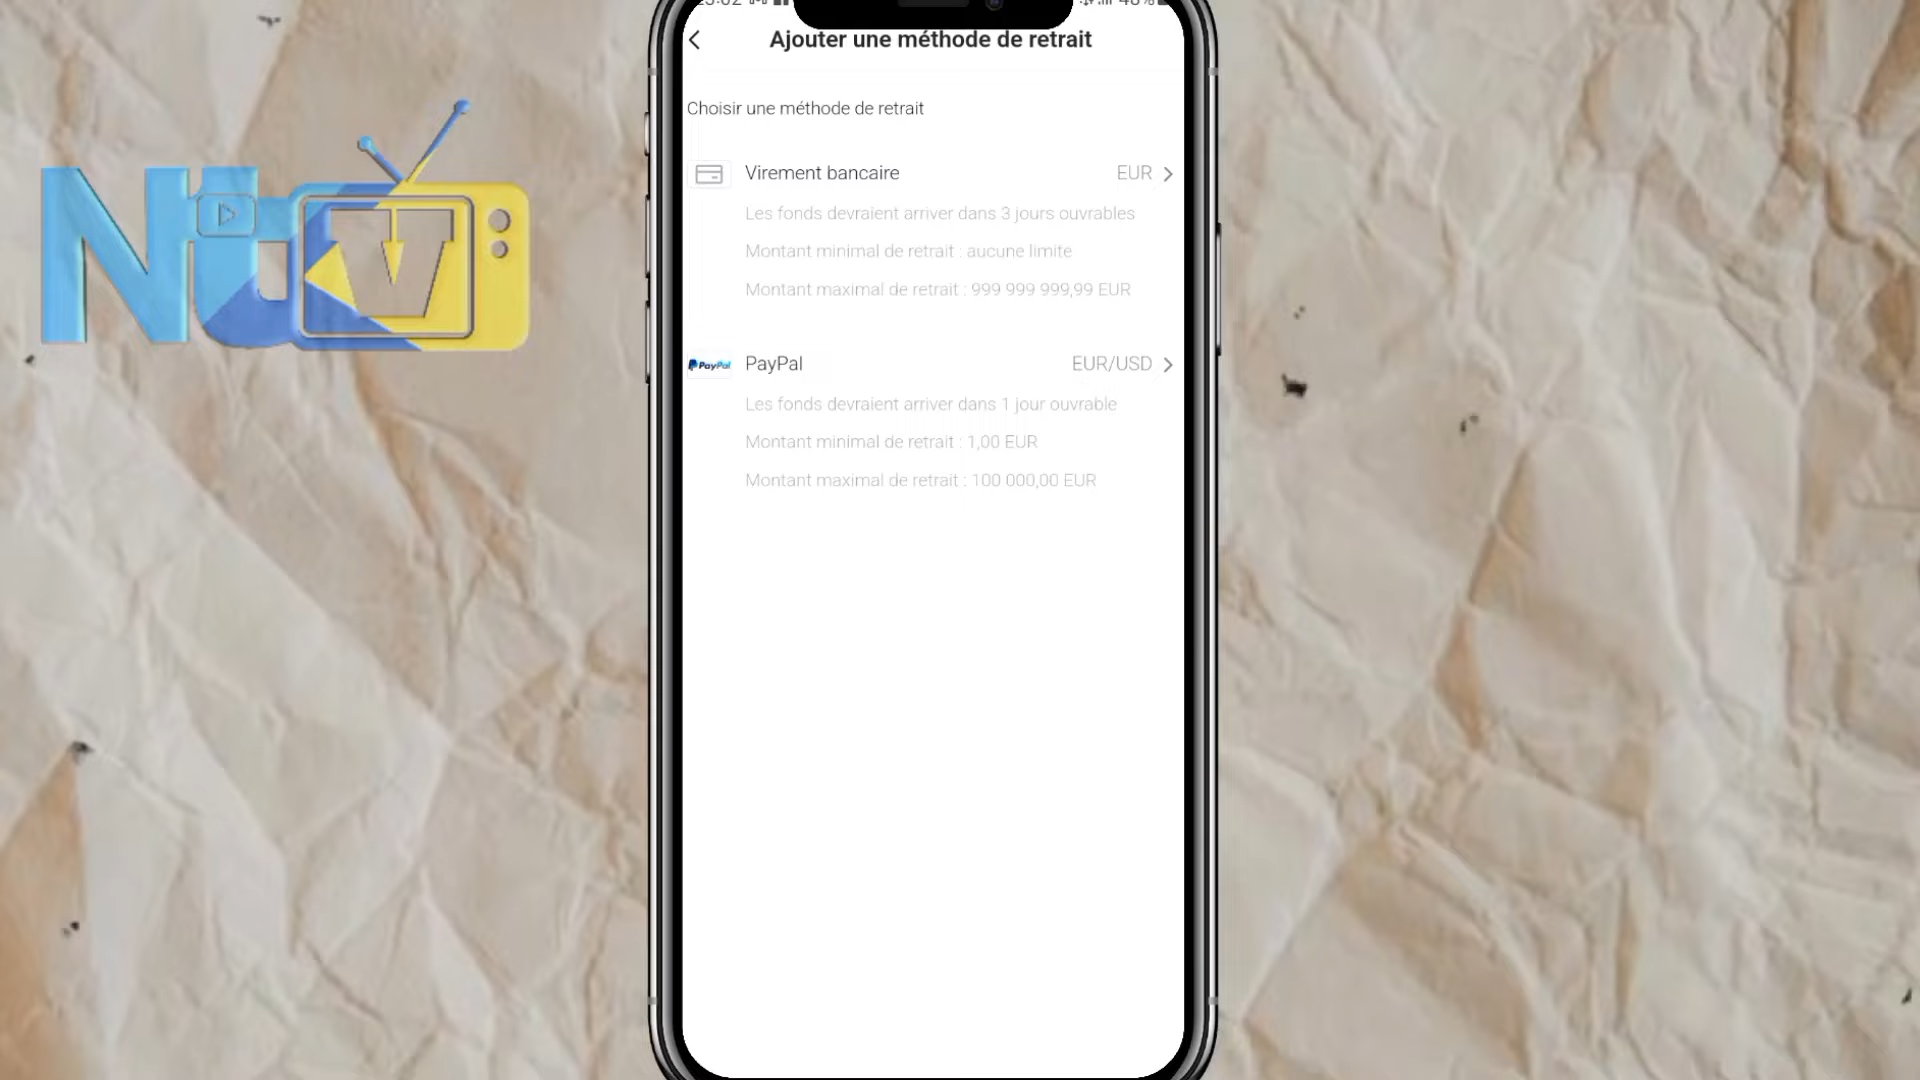 Ajouter une méthode de retrait
Choisir une méthode de retrait
Virement bancaire EUR
Les fonds devraient arriver dans 3 jours ouvrables
Montant minimal de retrait : aucune limite
Montant maximal de retrait : 999 999 999,99 EUR
PayPal PayPal EUR/USD
Les fonds devraient arriver dans 1 jour ouvrable
Montant minimal de retrait : 1,00 EUR
Montant maximal de retrait : 100 000,00 EUR